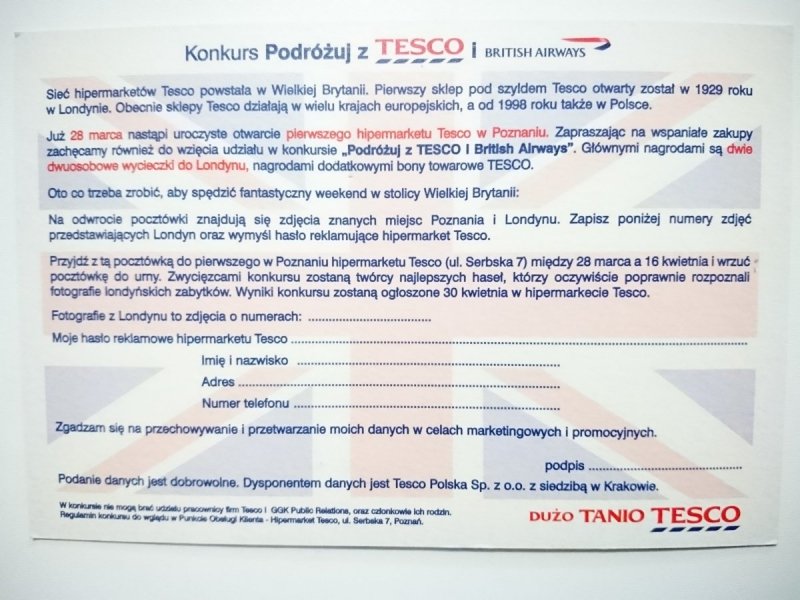 Konkurs Podróżuj z TESCO i BRITISH AIRWAYS
Sieć hipermarketów Tesco powstała w Wielkiej Brytanii. Pierwszy sklep pod szyldem Tesco otwarty został w 1929 roku
w Londynie. Obecnie sklepy Tesco działają w wielu krajach europejskich, a od 1998 roku także w Polsce.
Już 28 marca nastąpi uroczyste otwarcie pierwszego hipermarketu Tesco w Poznaniu. Zapraszając na wspaniałe zakupy
zachęcamy również do wzięcia udziału w konkursie „Podróżuj z TESCO i British Airways". Głównymi nagrodami są dwie
dwuosobowe wycieczki do Londynu, nagrodami dodatkowymi bony towarowe TESCO.
Oto co trzeba zrobić, aby spędzić fantastyczny weekend w stolicy Wielkiej Brytanii:
Na odwrocie pocztówki znajdują się zdjęcia znanych miejsc Poznania i Londynu. Zapisz poniżej numery zdjęć
przedstawiających Londyn oraz wymyśl hasło reklamujące hipermarket Tesco.
Przyjdź z tą pocztówką do pierwszego w Poznaniu hipermarketu Tesco (ul. Serbska 7) między 28 marca a 16 kwietnia i wrzuć
pocztówkę do urny. Zwycięzcami konkursu zostaną twórcy najlepszych haseł, którzy oczywiście poprawnie rozpoznali
fotografie londyńskich zabytków. Wyniki konkursu zostaną ogłoszone 30 kwietnia w hipermarkecie Tesco.
Fotografie z Londynu to zdjęcia o numerach: ................................
Moje hasło reklamowe hipermarketu Tesco ................................................................
Imię i nazwisko ................................................
Adres ................................................
Numer telefonu ................................................
Zgadzam się na przechowywanie i przetwarzanie moich danych w celach marketingowych i promocyjnych.
podpis ................................
Podanie danych jest dobrowolne. Dysponentem danych jest Tesco Polska Sp. z o.o. z siedzibą w Krakowie.
W konkursie nie mogą brać udziału pracownicy firm Tesco i GGK Public Relations, oraz członkowie ich rodzin.
Regulamin konkursu do wglądu w Punkcie Obsługi Klienta - Hipermarket Tesco, ul. Serbska 7, Poznań.
DUŻO TANIO TESCO